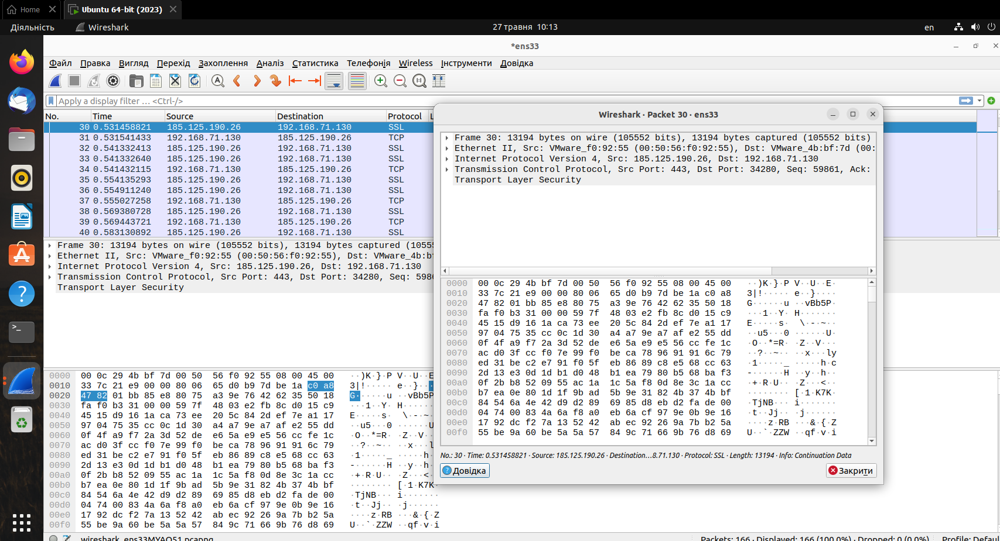 Home
Ubuntu 64-bit (2023)
Діяльність
Wireshark
27 травня 10:13
en
*ens33
Файл Правка Вигляд Перехід Захоплення Аналіз Статистика Телефонія Wireless Інструменти Довідка
Apply a display filter … <Ctrl-/>
No. Time Source Destination Protocol L
30 0.531458821 185.125.190.26 192.168.71.130 SSL
31 0.531541433 192.168.71.130 185.125.190.26 TCP
32 0.541332413 185.125.190.26 192.168.71.130 SSL
33 0.541332640 185.125.190.26 192.168.71.130 SSL
34 0.541432115 192.168.71.130 185.125.190.26 TCP
35 0.554135293 185.125.190.26 192.168.71.130 SSL
36 0.554911240 185.125.190.26 192.168.71.130 SSL
37 0.555027258 192.168.71.130 185.125.190.26 TCP
38 0.569380728 185.125.190.26 192.168.71.130 SSL
39 0.569443721 192.168.71.130 185.125.190.26 TCP
40 0.583130892 185.125.190.26 192.168.71.130 SSL
Frame 30: 13194 bytes on wire (105552 bits), 13194 bytes captured (1055
Ethernet II, Src: VMware_f0:92:55 (00:50:56:f0:92:55), Dst: VMware_4b:b
Internet Protocol Version 4, Src: 185.125.190.26, Dst: 192.168.71.130
Transmission Control Protocol, Src Port: 443, Dst Port: 34280, Seq: 598
Transport Layer Security
0000 00 0c 29 4b bf 7d 00 50 56 f0 92 55 08 00 45 00 ··)K·}·P V··U··E
0010 33 7c 21 e9 00 00 80 06 65 d0 b9 7d be 1a c0 a8 3|!····· e··}···
0020 47 82 01 bb 85 e8 80 75 a3 9e 76 42 62 35 50 18 G······u ··vBb5P
0030 fa f0 b3 31 00 00 59 7f 48 03 e2 fb 8c d0 15 c9 ···1··Y· H······
0040 45 15 d9 16 1a ca 73 ee 20 5c 84 2d ef 7e a1 17 E·····s· \·-·~·
0050 97 04 75 35 cc 0c 1d 30 a4 a7 9e a7 af e2 55 dd ··u5···0 ······U
0060 0f 4f a9 f7 2a 3d 52 de e6 5a e9 e5 56 cc fe 1c ·O··*=R· ·Z··V··
0070 ac d0 3f cc f0 7e 99 f0 be ca 78 96 91 91 6c 79 ··?··~·· ··x···l
0080 ed 31 be c2 e7 91 f0 5f eb 86 89 c8 e5 68 cc 63 ·1·····_ ·····h·
0090 2d 13 e3 0d 1d b1 d0 48 b1 ea 79 80 b5 68 ba f3 -······H ··y··h·
00a0 0f 2b b8 52 09 55 ac 1a 1c 5a f8 0d 8e 3c 1a cc ·+·R·U·· ·Z···<·
00b0 b7 ea 0e 80 1d 1f 9b ad 5b 9e 31 82 4b 37 4b bf ········ [·1·K7K·
00c0 84 54 6a 4e 42 d9 d2 89 69 85 d8 eb d2 fa de 00 ·TjNB··· i·······
00d0 04 74 00 83 4a 6a f8 a0 eb 6a cf 97 9e 0b 9e 16 ·t··Jj·· ·j······
00e0 17 92 dc f2 7a 13 52 42 ab ec 92 26 9a 7b b2 5a ····z·RB ···&·{·Z
00f0 55 be 9a 60 be 5a 5a 57 84 9c 71 66 9b 76 d8 69 U··`·ZZW ··qf·v·i
wireshark_ens33MYAO51.pcapng
Packets: 166 · Displayed: 166 (100.0%) · Dropped: 0 (0.0%)
Profile: Defaul
Wireshark · Packet 30 · ens33
Frame 30: 13194 bytes on wire (105552 bits), 13194 bytes captured (105552 bits)
Ethernet II, Src: VMware_f0:92:55 (00:50:56:f0:92:55), Dst: VMware_4b:bf:7d (00:
Internet Protocol Version 4, Src: 185.125.190.26, Dst: 192.168.71.130
Transmission Control Protocol, Src Port: 443, Dst Port: 34280, Seq: 59861, Ack:
Transport Layer Security
0000 00 0c 29 4b bf 7d 00 50 56 f0 92 55 08 00 45 00 ··)K·}·P V··U··E·
0010 33 7c 21 e9 00 00 80 06 65 d0 b9 7d be 1a c0 a8 3|!····· e··}····
0020 47 82 01 bb 85 e8 80 75 a3 9e 76 42 62 35 50 18 G······u ··vBb5P·
0030 fa f0 b3 31 00 00 59 7f 48 03 e2 fb 8c d0 15 c9 ···1··Y· H·······
0040 45 15 d9 16 1a ca 73 ee 20 5c 84 2d ef 7e a1 17 E·····s· \·-·~··
0050 97 04 75 35 cc 0c 1d 30 a4 a7 9e a7 af e2 55 dd ··u5···0 ······U·
0060 0f 4f a9 f7 2a 3d 52 de e6 5a e9 e5 56 cc fe 1c ·O··*=R· ·Z··V···
0070 ac d0 3f cc f0 7e 99 f0 be ca 78 96 91 91 6c 79 ··?··~·· ··x···ly
0080 ed 31 be c2 e7 91 f0 5f eb 86 89 c8 e5 68 cc 63 ·1·····_ ·····h·c
0090 2d 13 e3 0d 1d b1 d0 48 b1 ea 79 80 b5 68 ba f3 -······H ··y··h··
00a0 0f 2b b8 52 09 55 ac 1a 1c 5a f8 0d 8e 3c 1a cc ·+·R·U·· ·Z···<··
00b0 b7 ea 0e 80 1d 1f 9b ad 5b 9e 31 82 4b 37 4b bf ········ [·1·K7K·
00c0 84 54 6a 4e 42 d9 d2 89 69 85 d8 eb d2 fa de 00 ·TjNB··· i·······
00d0 04 74 00 83 4a 6a f8 a0 eb 6a cf 97 9e 0b 9e 16 ·t··Jj·· ·j······
00e0 17 92 dc f2 7a 13 52 42 ab ec 92 26 9a 7b b2 5a ····z·RB ···&·{·Z
00f0 55 be 9a 60 be 5a 5a 57 84 9c 71 66 9b 76 d8 69 U··`·ZZW ··qf·v·i
No.: 30 · Time: 0.531458821 · Source: 185.125.190.26 · Destination…8.71.130 · Protocol: SSL · Length: 13194 · Info: Continuation Data
Довідка
Закрити